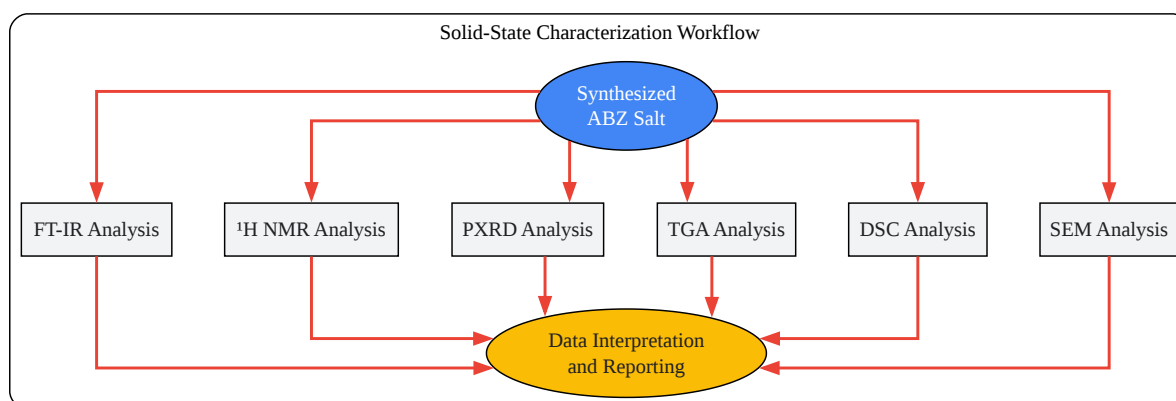 Solid-State Characterization Workflow
Synthesized
ABZ Salt
FT-IR Analysis
¹H NMR Analysis
PXRD Analysis
TGA Analysis
DSC Analysis
SEM Analysis
Data Interpretation
and Reporting